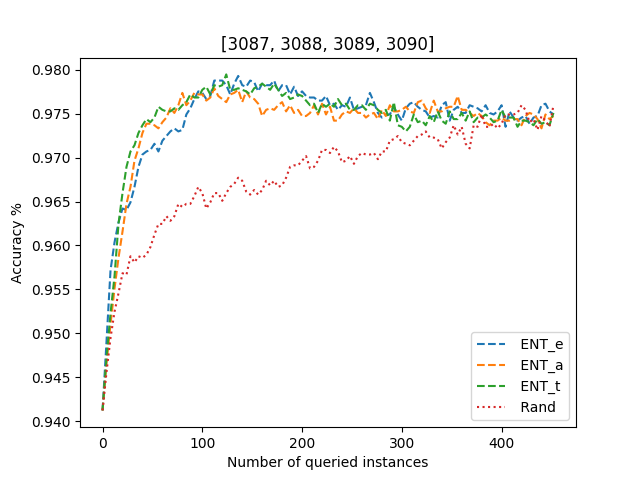 [3087, 3088, 3089, 3090]
Accuracy %
0.980
0.975
0.970
0.965
0.960
0.955
0.950
0.945
0.940
0
100
200
300
400
Number of queried instances
ENT_e
ENT_a
ENT_t
Rand